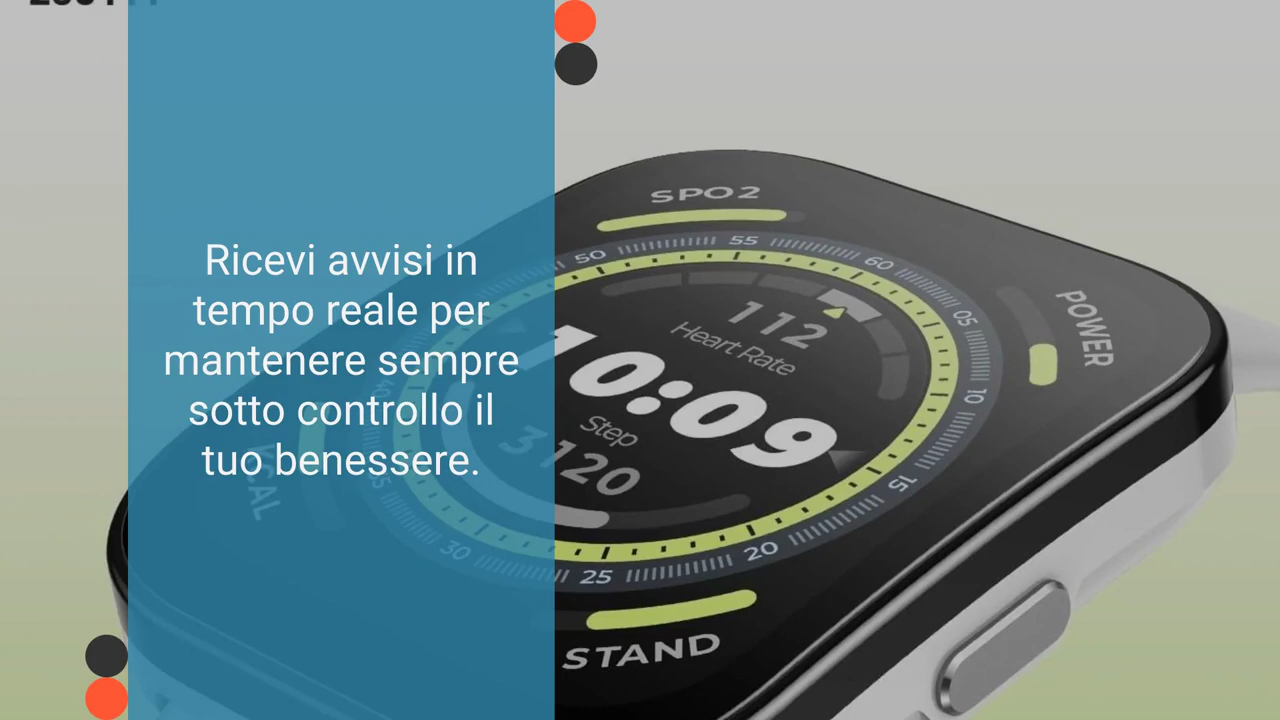 Ricevi avvisi in
tempo reale per
mantenere sempre
sotto controllo il
tuo benessere.
SPO2
POWER
STAND
50
55
60
05
10
15
20
25
30
112
Heart Rate
10:09
Step
3120